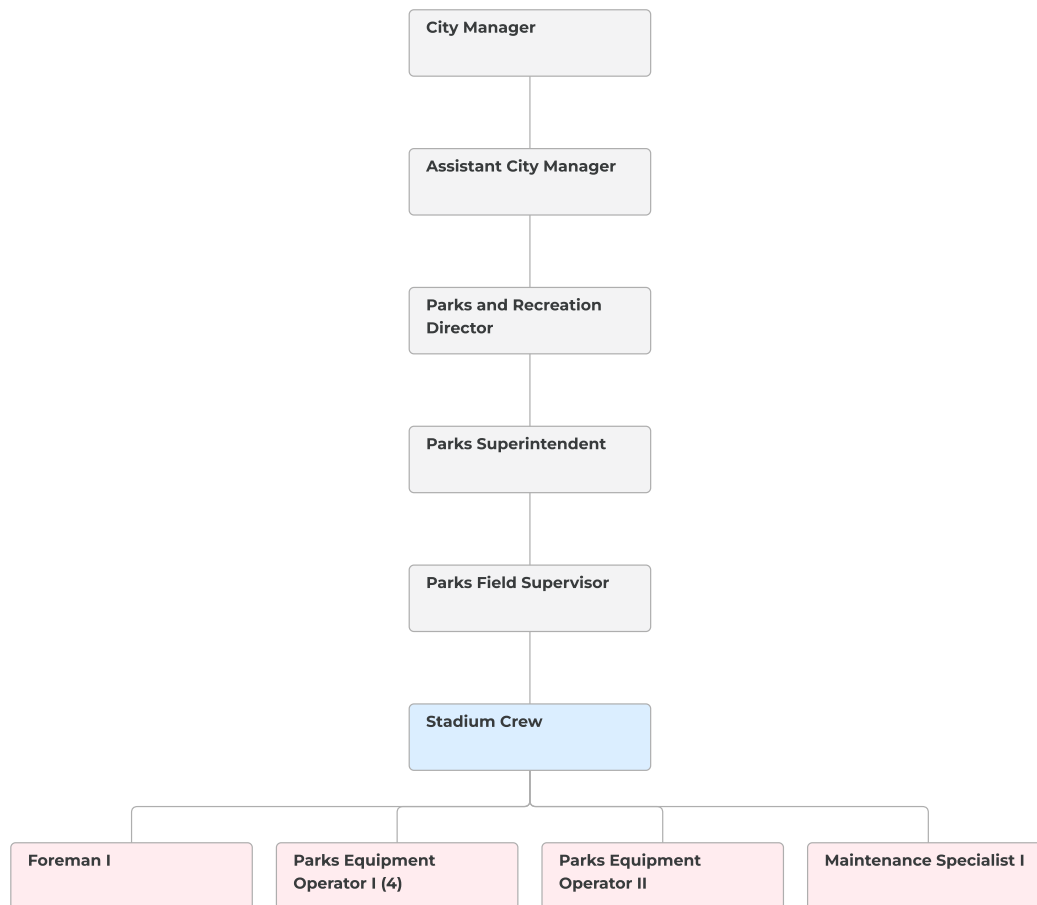 City Manager
Assistant City Manager
Parks and Recreation
Director
Parks Superintendent
Parks Field Supervisor
Stadium Crew
Foreman I
Parks Equipment
Operator I (4)
Parks Equipment
Operator II
Maintenance Specialist I